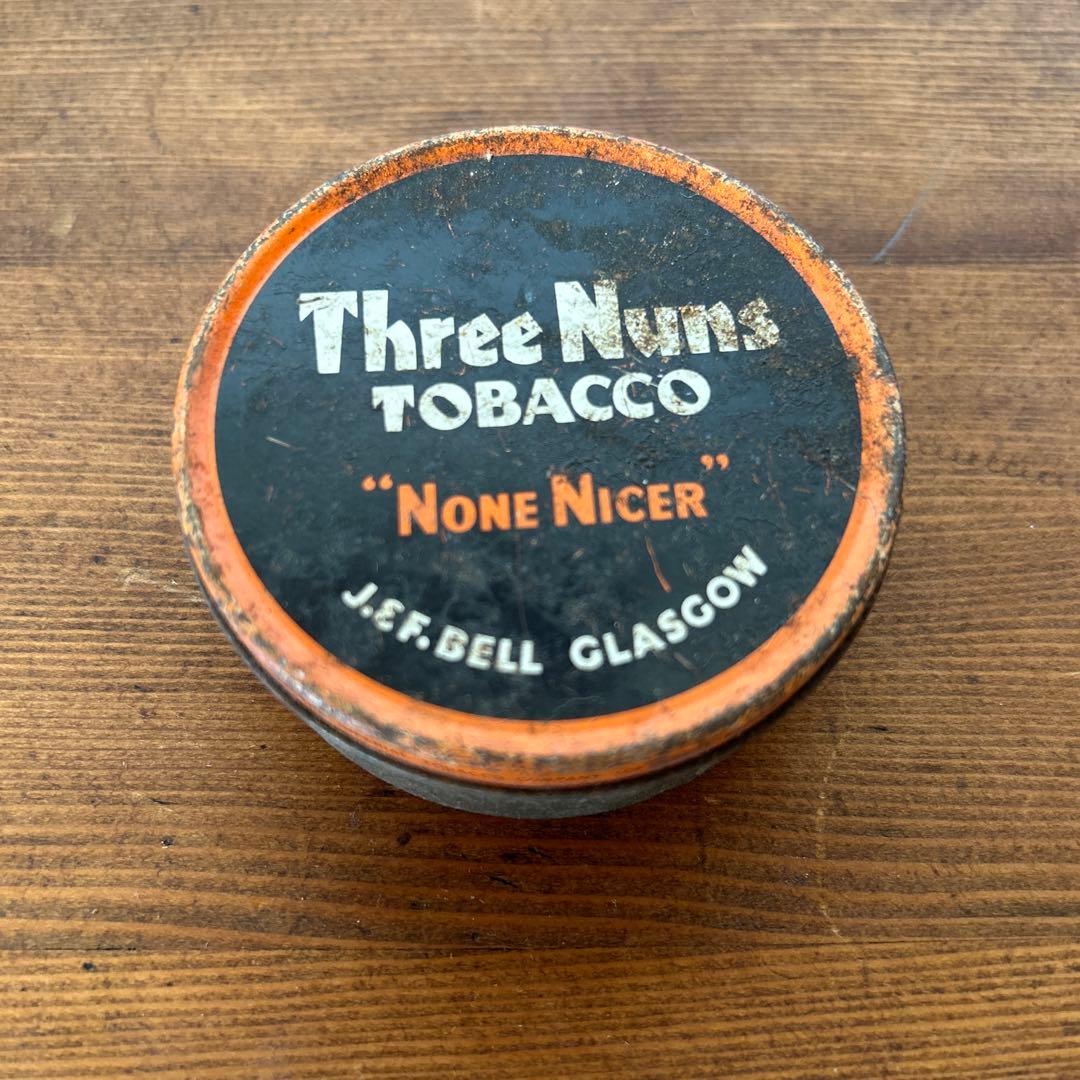 Three Nuns
TOBACCO
"NONE NICER"
J.&F. BELL GLASGOW